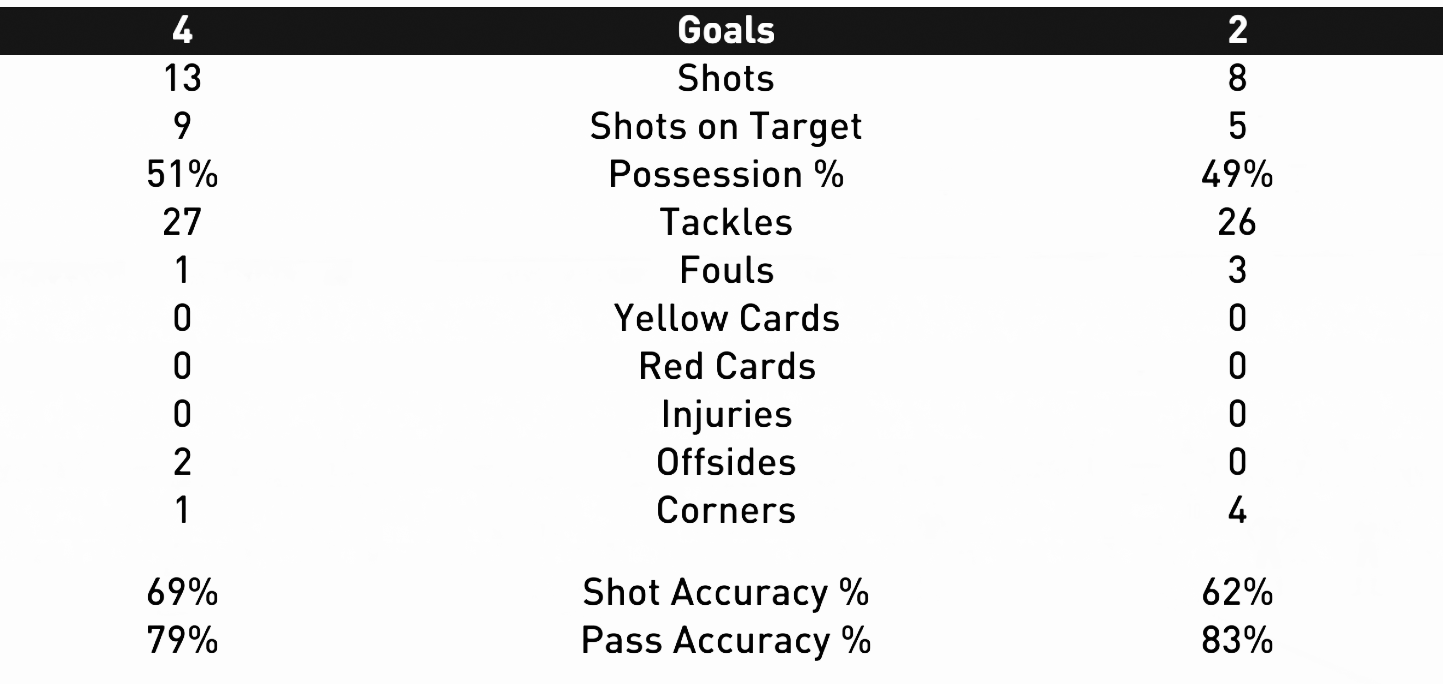 4 Goals 2
13 Shots 8
9 Shots on Target 5
51% Possession % 49%
27 Tackles 26
1 Fouls 3
0 Yellow Cards 0
0 Red Cards 0
0 Injuries 0
2 Offsides 0
1 Corners 4
69% Shot Accuracy % 62%
79% Pass Accuracy % 83%